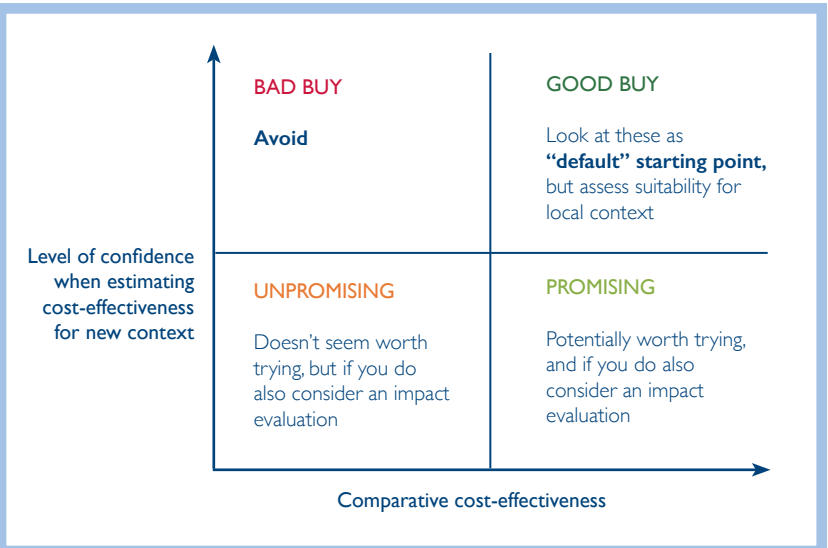 BAD BUY
Avoid
GOOD BUY
Look at these as
“default” starting point,
but assess suitability for
local context
Level of confidence
when estimating
cost-effectiveness
for new context
UNPROMISING
Doesn’t seem worth
trying, but if you do
also consider an impact
evaluation
PROMISING
Potentially worth trying,
and if you do also
consider an impact
evaluation
Comparative cost-effectiveness